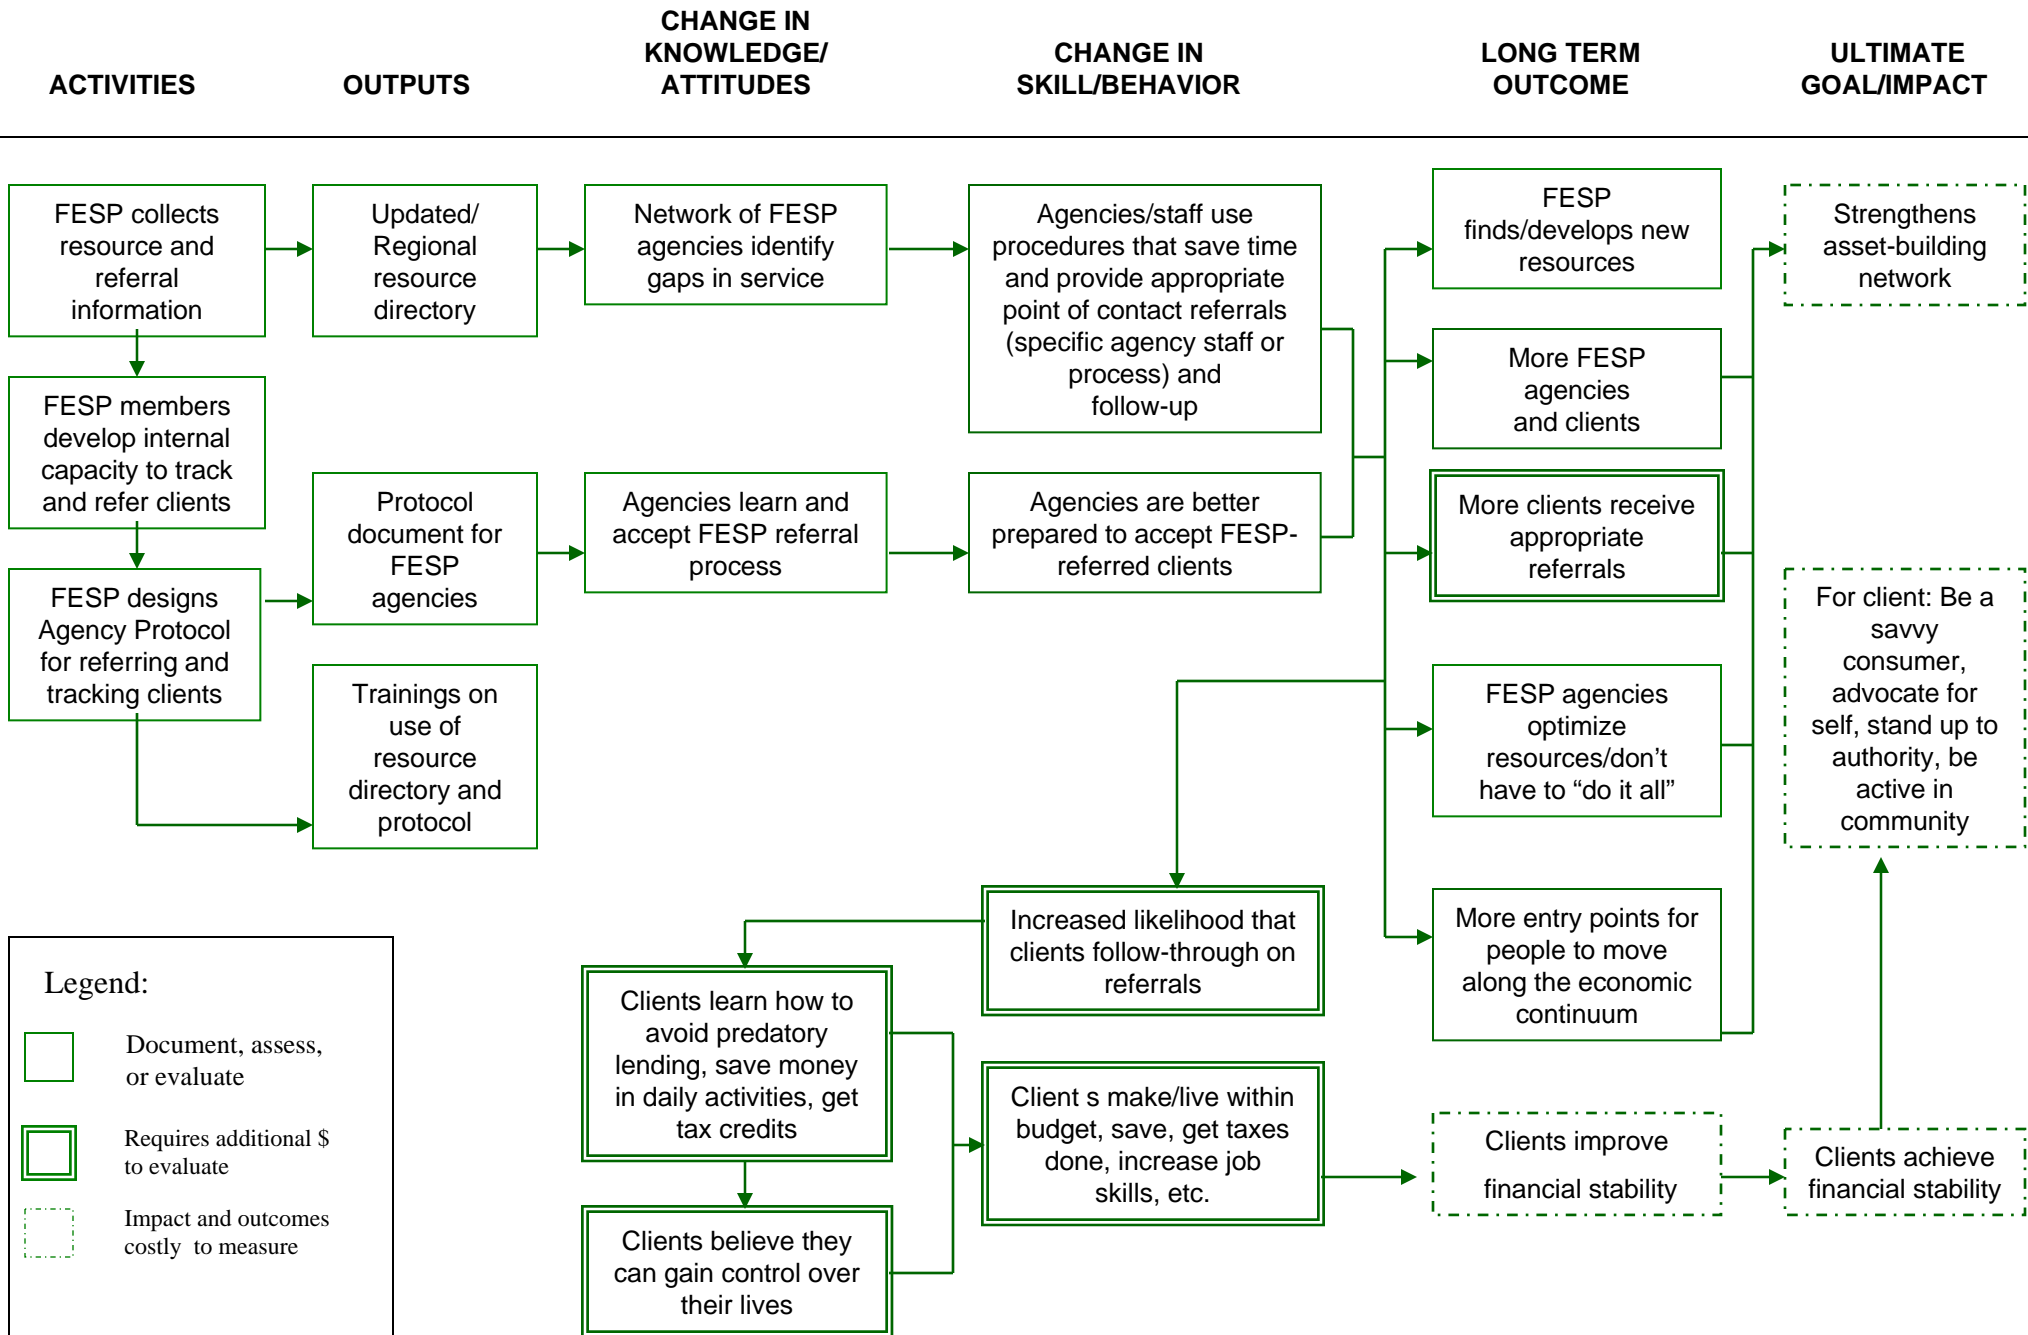 CHANGE IN
KNOWLEDGE/
ATTITUDES
ACTIVITIES
OUTPUTS
CHANGE IN
SKILL/BEHAVIOR
LONG TERM
OUTCOME
ULTIMATE
GOAL/IMPACT
FESP collects
resource and
referral
information
Updated/
Regional
resource
directory
Network of FESP
agencies identify
gaps in service
Agencies/staff use
procedures that save time
and provide appropriate
point of contact referrals
(specific agency staff or
process) and
follow-up
FESP
finds/develops new
resources
Strengthens
asset-building
network
More FESP
agencies
and clients
FESP members
develop internal
capacity to track
and refer clients
Protocol
document for
FESP
agencies
Agencies learn and
accept FESP referral
process
Agencies are better
prepared to accept FESP-
referred clients
More clients receive
appropriate
referrals
FESP designs
Agency Protocol
for referring and
tracking clients
Trainings on
use of
resource
directory and
protocol
FESP agencies
optimize
resources/don’t
have to “do it all”
For client: Be a
savvy
consumer,
advocate for
self, stand up to
authority, be
active in
community
Increased likelihood that
clients follow-through on
referrals
More entry points for
people to move
along the economic
continuum
Clients learn how to
avoid predatory
lending, save money
in daily activities, get
tax credits
Client s make/live within
budget, save, get taxes
done, increase job
skills, etc.
Clients improve
financial stability
Clients achieve
financial stability
Clients believe they
can gain control over
their lives
Legend:
Document, assess,
or evaluate
Requires additional $
to evaluate
Impact and outcomes
costly to measure